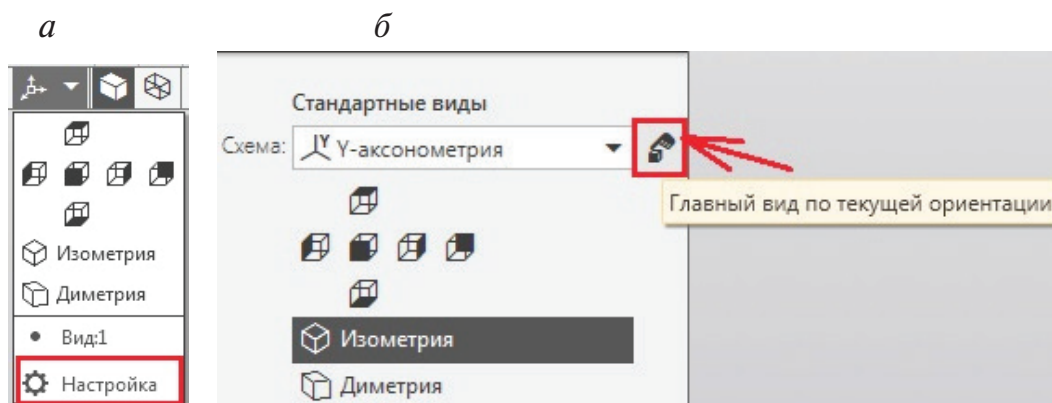 а
б
Изометрия
Диметрия
Вид:1
Настройка
Стандартные виды
Схема: Y Y-аксонометрия
Главный вид по текущей ориентации
Изометрия
Диметрия